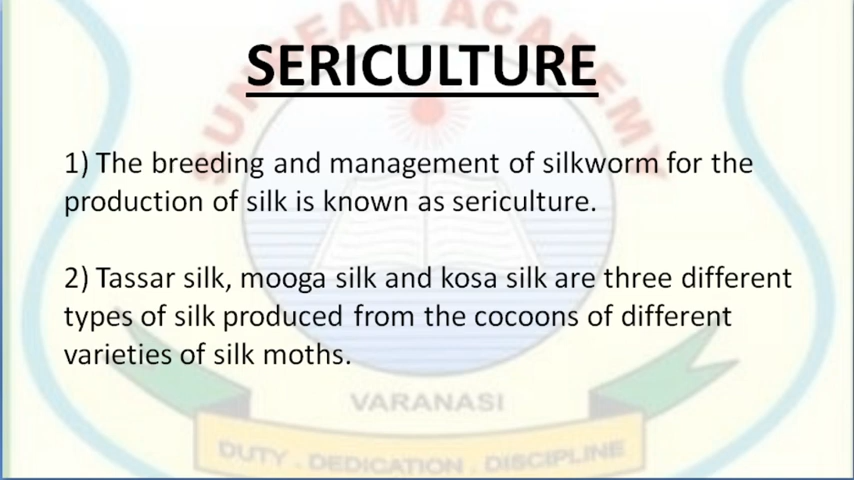 SUNBEAM ACADEMY
SERICULTURE
1) The breeding and management of silkworm for the
production of silk is known as sericulture.
2) Tassar silk, mooga silk and kosa silk are three different
types of silk produced from the cocoons of different
varieties of silk moths.
VARANASI
DUTY . DEDICATION . DISCIPLINE